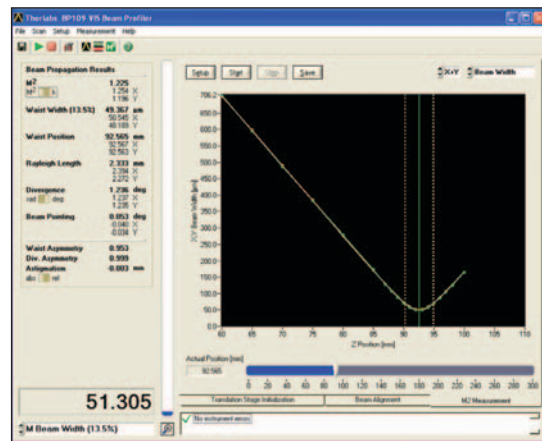 Thorlabs BP109-VIS Beam Profiler
File Scan Setup Measurement Help
Beam Propagation Results
M² 1.225
M² 1.254 X
1.196 Y
Waist Width (13.5%) 49.367 um
50.545 X
48.189 Y
Waist Position 92.565 mm
92.567 X
92.563 Y
Rayleigh Length 2.333 mm
2.394 X
2.272 Y
Divergence 1.236 deg
rad deg 1.237 X
1.235 Y
Beam Pointing 0.053 deg
-0.040 X
-0.034 Y
Waist Asymmetry 0.953
Div. Asymmetry 0.999
Astigmatism -0.003 mm
abs rel
51.305
M Beam Width (13.5%)
Setup Start Stop Save
X+Y Beam Width
706.2
650.0
600.0
550.0
500.0
450.0
400.0
350.0
300.0
250.0
200.0
150.0
100.0
50.0
0.0
X,Y Beam Width [µm]
60 65 70 75 80 85 90 95 100 105 110
Z Position [mm]
Actual Position [mm]
92.565
0 20 40 60 80 100 120 140 160 180 200 220 240 260 280 300
Translation Stage Initialization Beam Alignment M2 Measurement
No instrument errors